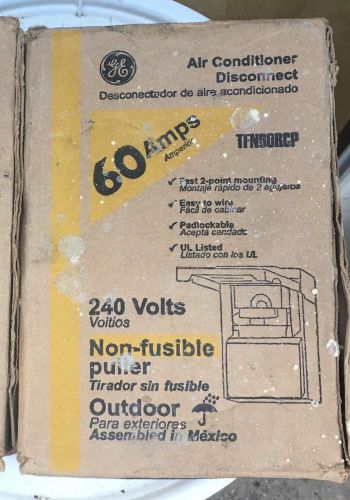 GE
Air Conditioner
Disconnect
Desconectador de aire acondicionado
60 Amps
Amperios
TFN60RCP
✓ Fast 2-point mounting
Montaje rápido de 2 agujeros
✓ Easy to wire
Fácil de cablear
✓ Padlockable
Acepta candado
✓ UL Listed
Listado con los UL
240 Volts
Voltios
Non-fusible
puller
Tirador sin fusible
Outdoor
Para exteriores
Assembled in México